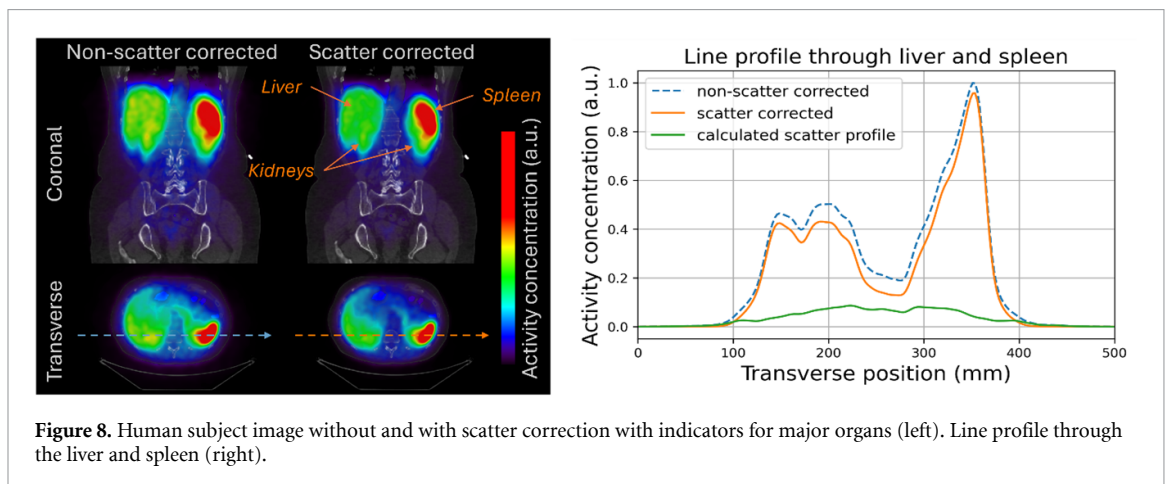 Non-scatter corrected
Scatter corrected
Coronal
Liver
Spleen
Kidneys
Transverse
Activity concentration (a.u.)
Line profile through liver and spleen
non-scatter corrected
scatter corrected
calculated scatter profile
Activity concentration (a.u.)
1.0
0.8
0.6
0.4
0.2
0.0
0
100
200
300
400
500
Transverse position (mm)
Figure 8. Human subject image without and with scatter correction with indicators for major organs (left). Line profile through
the liver and spleen (right).